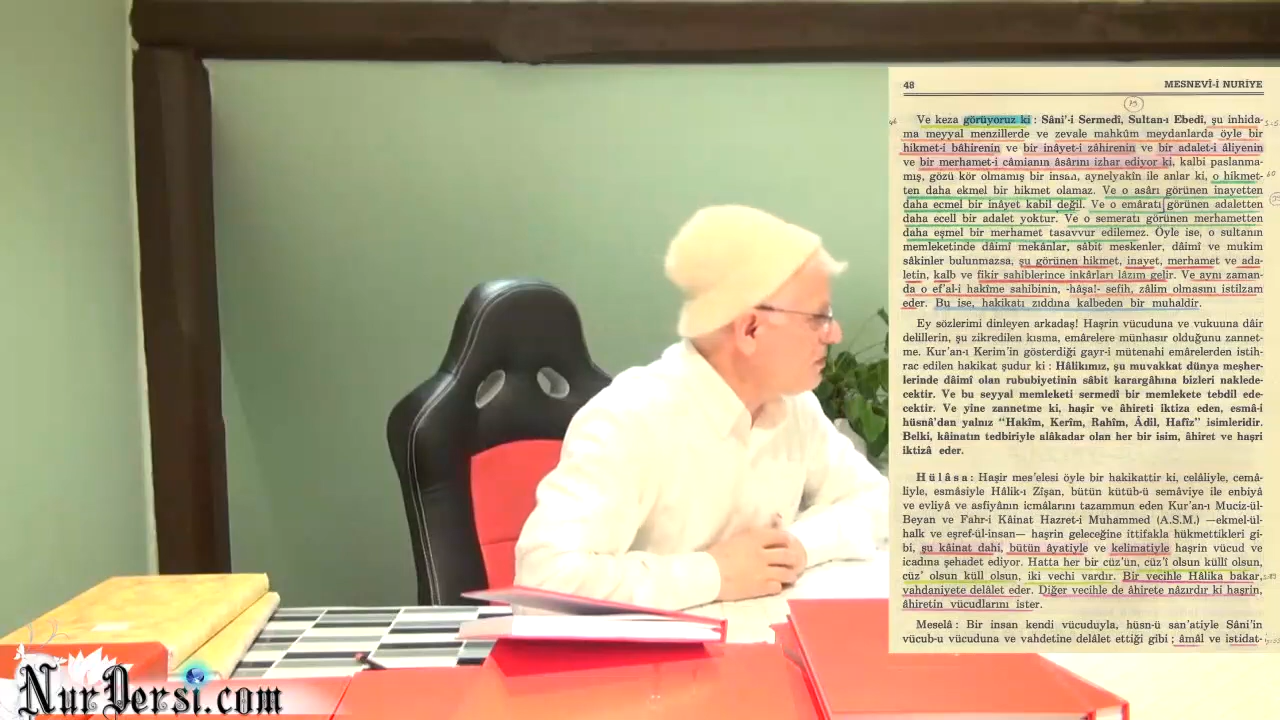 48
MESNEVÎ-İ NURİYE
Ve keza görüyoruz ki : Sâni'-i Sermedî, Sultan-ı Ebedî, şu inhida-
ma meyyal menzillerde ve zevale mahkûm meydanlarda öyle bir
hikmet-i bâhirenin ve bir inâyet-i zâhirenin ve bir adalet-i âliyenin
ve bir merhamet-i câmianın âsârını izhar ediyor ki, kalbi paslanma-
mış, gözü kör olmamış bir insan, aynelyakîn ile anlar ki, o hikmet-
ten daha ekmel bir hikmet olamaz. Ve o asârı görünen inayetten
daha ecmel bir inâyet kabil değil. Ve o emâratı görünen adaletten
daha ecell bir adalet yoktur. Ve o semeratı görünen merhametten
daha eşmel bir merhamet tasavvur edilemez. Öyle ise, o sultanın
memleketinde dâimî mekânlar, sâbit meskenler, dâimî ve mukim
sâkinler bulunmazsa, şu görünen hikmet, inayet, merhamet ve ada-
letin, kalb ve fikir sahiblerince inkârları lâzım gelir. Ve aynı zaman-
da o ef'al-i hakîme sahibinin, -hâşa!- sefih, zâlim olmasını istilzam
eder. Bu ise, hakikatı zıddına kalbeden bir muhaldir.
Ey sözlerimi dinleyen arkadaş! Haşrin vücuduna ve vukuuna dâir
delillerin, şu zikredilen kısma, emârelere münhasır olduğunu zannet-
me. Kur'an-ı Kerim'in gösterdiği gayr-i mütenahi emârelerden istih-
rac edilen hakikat şudur ki : Hâlikımız, şu muvakkat dünya meşher-
lerinde dâimî olan rububiyetinin sâbit karargâhına bizleri naklede-
cektir. Ve bu seyyal memleketi sermedî bir memlekete tebdil ede-
cektir. Ve yine zannetme ki, haşir ve âhireti iktiza eden, esmâ-i
hüsnâ'dan yalnız "Hakîm, Kerîm, Rahîm, Âdil, Hafîz" isimleridir.
Belki, kâinatın tedbiriyle alâkadar olan her bir isim, âhiret ve haşri
iktizâ eder.
Hülâsa: Haşir mes'elesi öyle bir hakikattir ki, celâliyle, cemâ-
liyle, esmâsiyle Hâlik-ı Zîşan, bütün kütüb-ü semâviye ile enbiyâ
ve evliyâ ve asfiyânın icmâlarını tazammun eden Kur'an-ı Muciz-ül-
Beyan ve Fahr-i Kâinat Hazret-i Muhammed (A.S.M.) —ekmel-ül-
halk ve eşref-ül-insan— haşrin geleceğine ittifakla hükmettikleri gi-
bi, şu kâinat dahi, bütün âyatiyle ve kelimatiyle haşrin vücud ve
icadına şehadet ediyor. Hatta her bir cüz'ün, cüz'î olsun küllî olsun,
cüz' olsun küll olsun, iki vechi vardır. Bir vecihle Hâlika bakar,
vahdaniyete delâlet eder. Diğer vecihle de âhirete nâzırdır ki haşrin,
âhiretin vücudlarını ister.
Meselâ : Bir insan kendi vücuduyla, hüsn-ü san'atiyle Sâni'in
vücub-u vücuduna ve vahdetine delâlet ettiği gibi ; âmâl ve istidat-
NurDersi.com